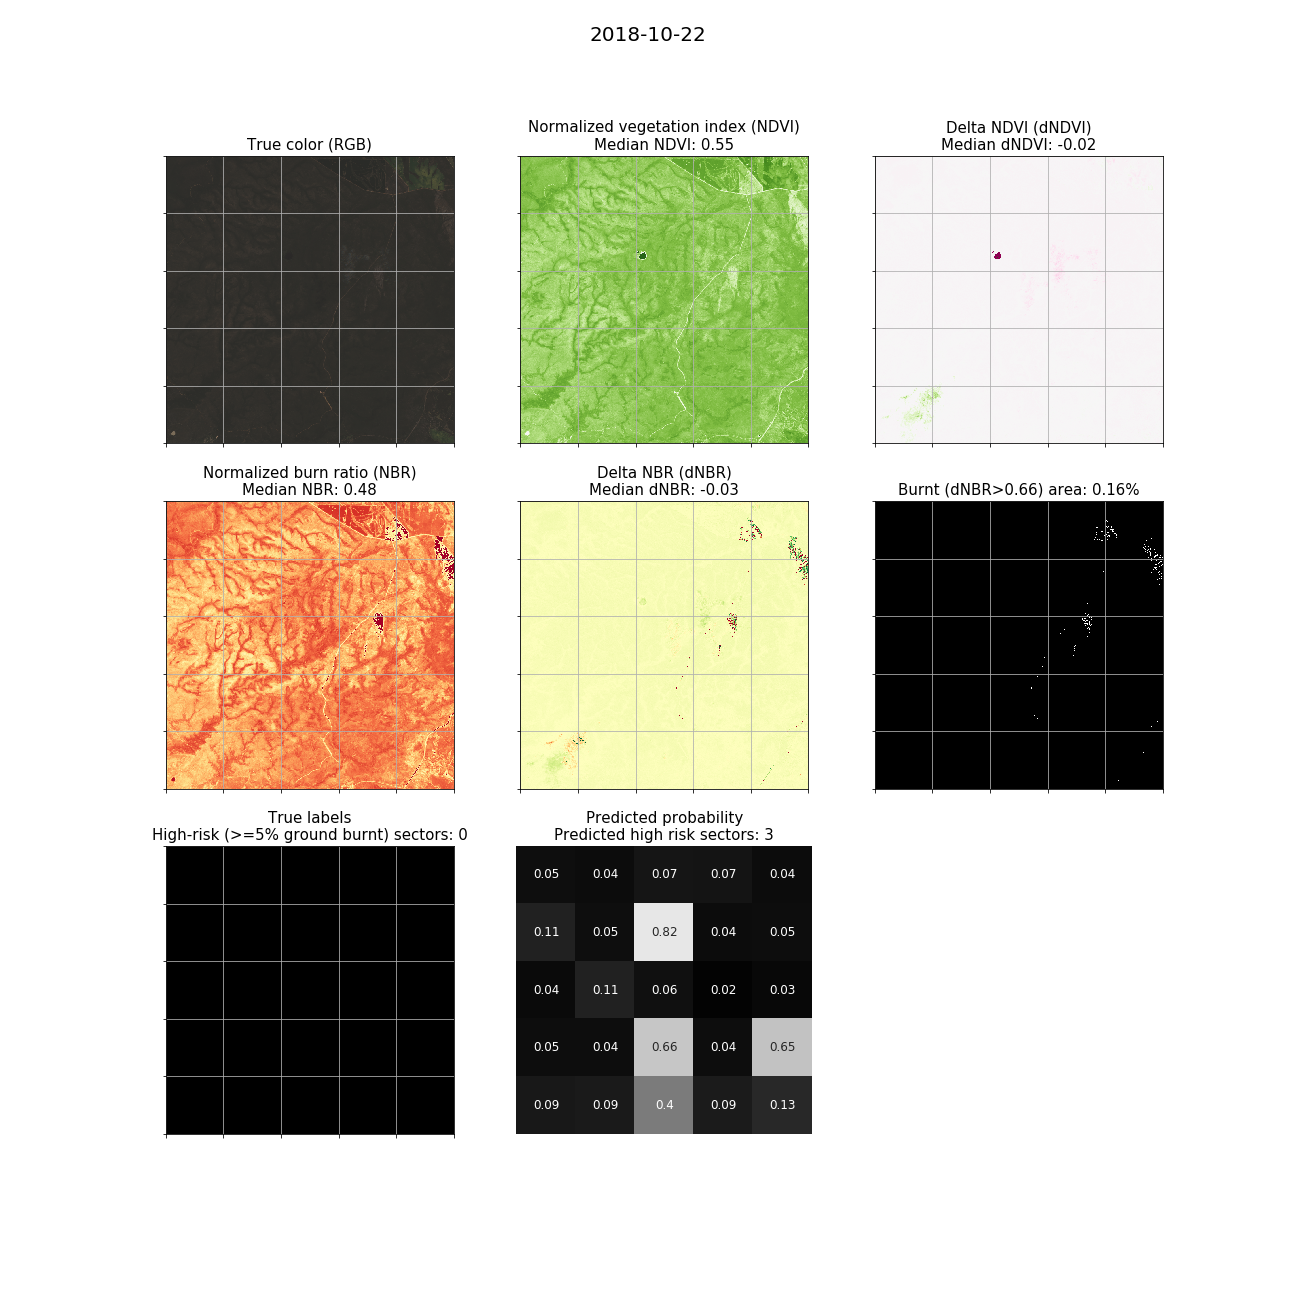 2018-10-22
True color (RGB)
Normalized vegetation index (NDVI)
Median NDVI: 0.55
Delta NDVI (dNDVI)
Median dNDVI: -0.02
Normalized burn ratio (NBR)
Median NBR: 0.48
Delta NBR (dNBR)
Median dNBR: -0.03
Burnt (dNBR>0.66) area: 0.16%
True labels
High-risk (>=5% ground burnt) sectors: 0
Predicted probability
Predicted high risk sectors: 3
0.05 0.04 0.07 0.07 0.04
0.11 0.05 0.82 0.04 0.05
0.04 0.11 0.06 0.02 0.03
0.05 0.04 0.66 0.04 0.65
0.09 0.09 0.4 0.09 0.13